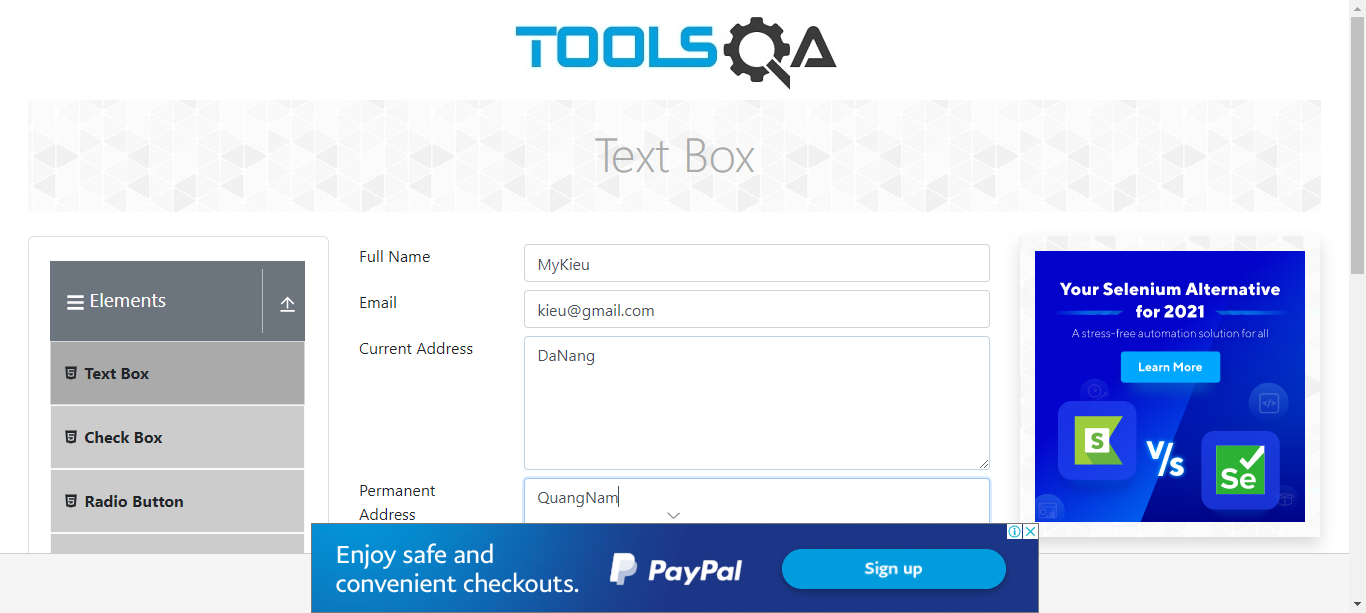 TOOLSQA
Text Box
Elements
Text Box
Check Box
Radio Button
Full Name
MyKieu
Email
kieu@gmail.com
Current Address
DaNang
Permanent
Address
QuangNam
Your Selenium Alternative
for 2021
A stress-free automation solution for all
Learn More
S
V/s
Se
Enjoy safe and
convenient checkouts.
PayPal
Sign up